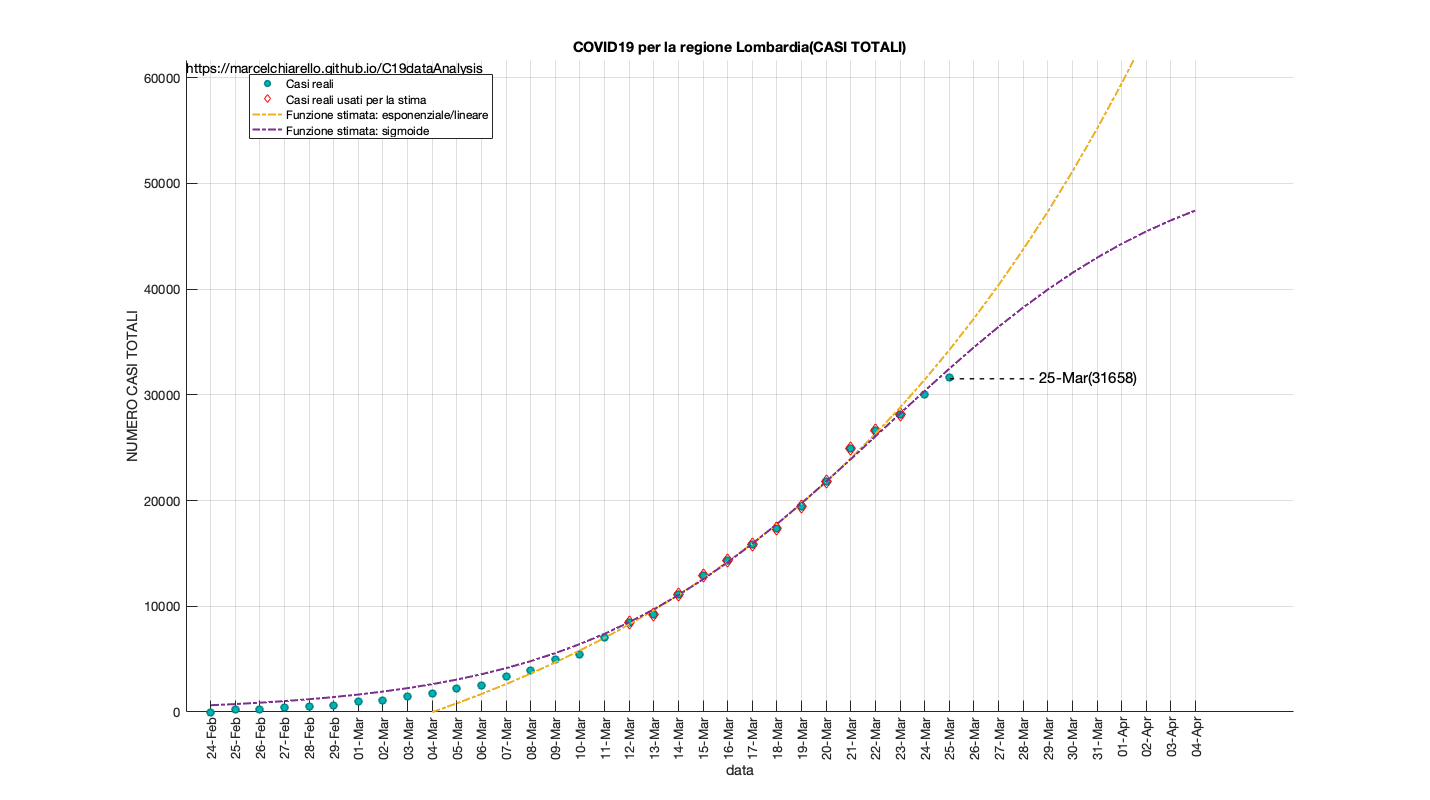 COVID19 per la regione Lombardia(CASI TOTALI)
https://marcelchiarello.github.io/C19dataAnalysis
Casi reali
Casi reali usati per la stima
Funzione stimata: esponenziale/lineare
Funzione stimata: sigmoide
NUMERO CASI TOTALI
60000
50000
40000
30000
20000
10000
0
25-Mar(31658)
24-Feb
25-Feb
26-Feb
27-Feb
28-Feb
29-Feb
01-Mar
02-Mar
03-Mar
04-Mar
05-Mar
06-Mar
07-Mar
08-Mar
09-Mar
10-Mar
11-Mar
12-Mar
13-Mar
14-Mar
15-Mar
16-Mar
17-Mar
18-Mar
19-Mar
20-Mar
21-Mar
22-Mar
23-Mar
24-Mar
25-Mar
26-Mar
27-Mar
28-Mar
29-Mar
30-Mar
31-Mar
01-Apr
02-Apr
03-Apr
04-Apr
data